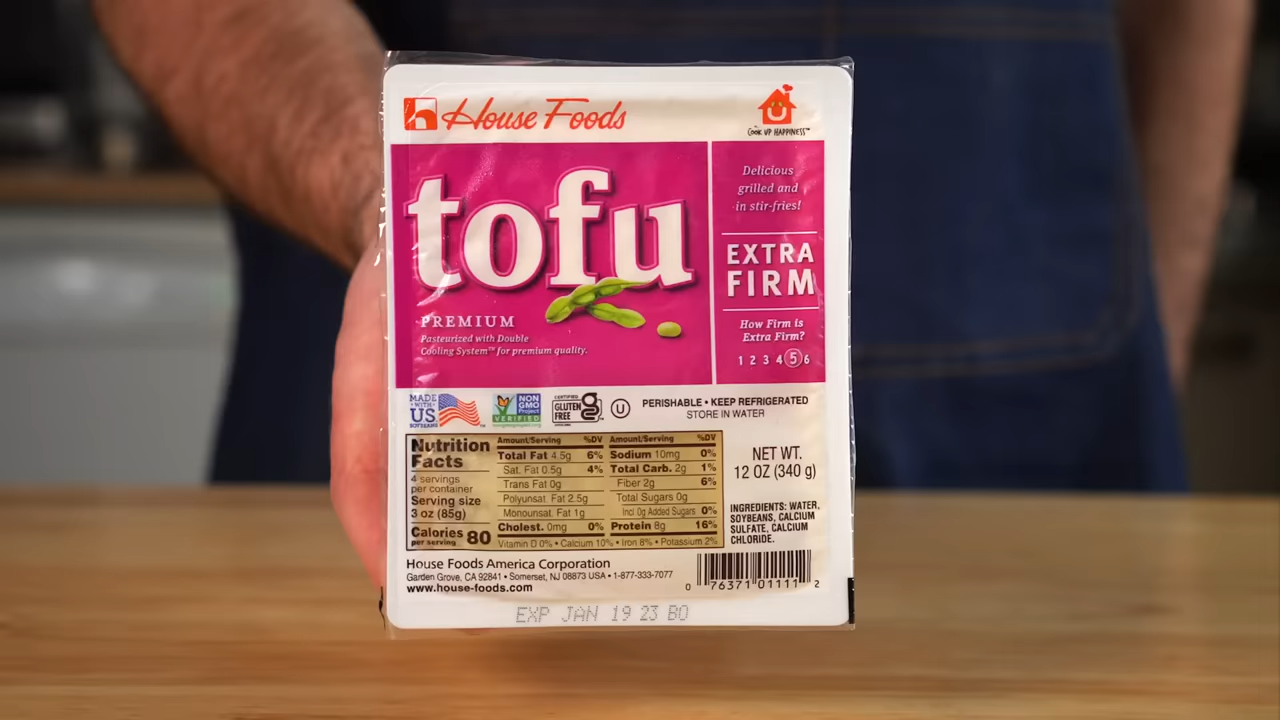 House Foods
COOK UP HAPPINESS™
tofu
PREMIUM
Pasteurized with Double
Cooling System™ for premium quality.
Delicious
grilled and
in stir-fries!
EXTRA
FIRM
How Firm is
Extra Firm?
1 2 3 4 5 6
MADE
WITH
US
SOYBEANS
NON
GMO
Project
VERIFIED
nongmoproject.org
CERTIFIED
GLUTEN
FREE
U
PERISHABLE • KEEP REFRIGERATED
STORE IN WATER
Nutrition
Facts
4 servings
per container
Serving size
3 oz (85g)
Calories 80
per serving
Amount/Serving %DV
Total Fat 4.5g 6%
Sat. Fat 0.5g 4%
Trans Fat 0g
Polyunsat. Fat 2.5g
Monounsat. Fat 1g
Cholest. 0mg 0%
Amount/Serving %DV
Sodium 10mg 0%
Total Carb. 2g 1%
Fiber 2g 6%
Total Sugars 0g
Incl 0g Added Sugars 0%
Protein 8g 16%
Vitamin D 0% • Calcium 10% • Iron 8% • Potassium 2%
NET WT.
12 OZ (340 g)
INGREDIENTS: WATER,
SOYBEANS, CALCIUM
SULFATE, CALCIUM
CHLORIDE.
House Foods America Corporation
Garden Grove, CA 92841 • Somerset, NJ 08873 USA • 1-877-333-7077
www.house-foods.com
0 76371 01111 2
EXP JAN 19 23 BO